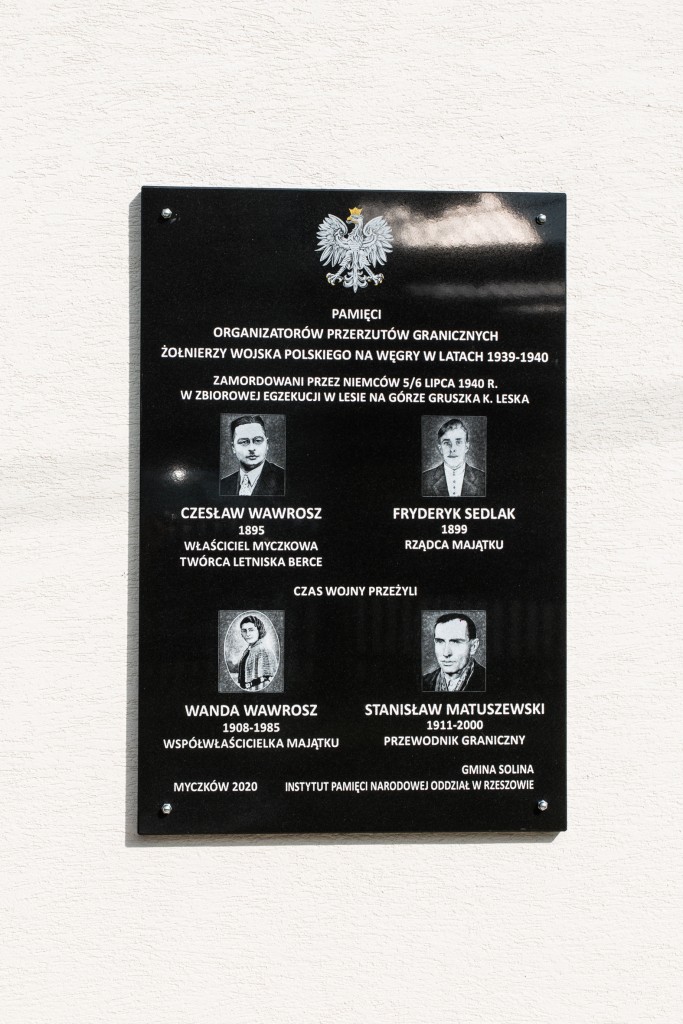 PAMIĘCI
ORGANIZATORÓW PRZERZUTÓW GRANICZNYCH
ŻOŁNIERZY WOJSKA POLSKIEGO NA WĘGRY W LATACH 1939-1940
ZAMORDOWANI PRZEZ NIEMCÓW 5/6 LIPCA 1940 R.
W ZBIOROWEJ EGZEKUCJI W LESIE NA GÓRZE GRUSZKA K. LESKA
CZESŁAW WAWROSZ
1895
WŁAŚCICIEL MYCZKOWA
TWÓRCA LETNISKA BERCE
FRYDERYK SEDLAK
1899
RZĄDCA MAJĄTKU
CZAS WOJNY PRZEŻYLI
WANDA WAWROSZ
1908-1985
WSPÓŁWŁAŚCICIELKA MAJĄTKU
STANISŁAW MATUSZEWSKI
1911-2000
PRZEWODNIK GRANICZNY
GMINA SOLINA
MYCZKÓW 2020 INSTYTUT PAMIĘCI NARODOWEJ ODDZIAŁ W RZESZOWIE